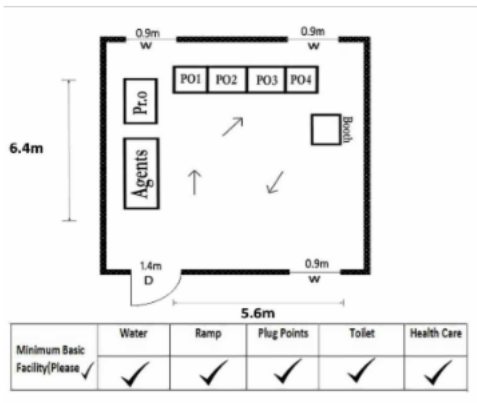 0.9m
W
0.9m
W
PO1 PO2 PO3 PO4
Pr.o
Booth
6.4m
Agents
1.4m
D
0.9m
W
5.6m
Water Ramp Plug Points Toilet Health Care
Minimum Basic
Facility(Please ✓ ✓ ✓ ✓ ✓ ✓